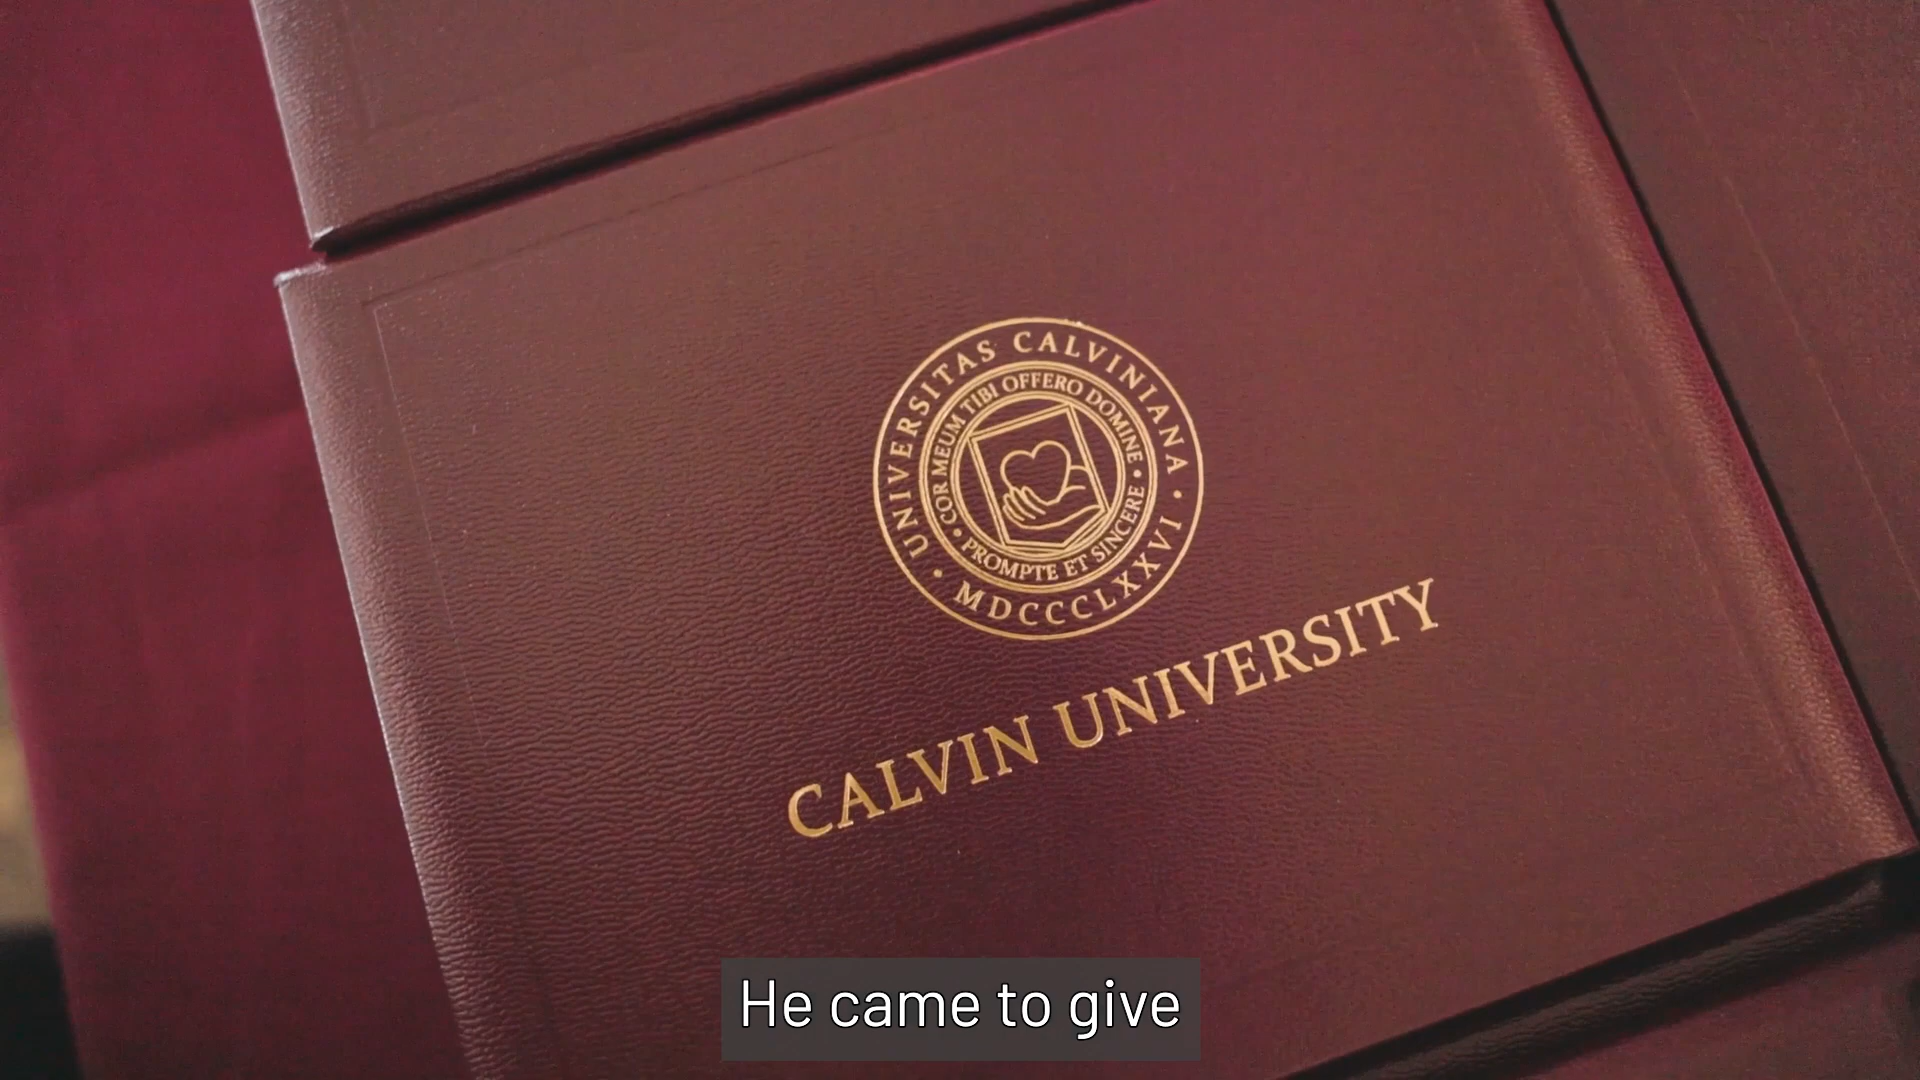 UNIVERSITAS CALVINIANA • MDCCCLXXVI •
COR MEUM TIBI OFFERO DOMINE • PROMPTE ET SINCERE •
CALVIN UNIVERSITY
He came to give